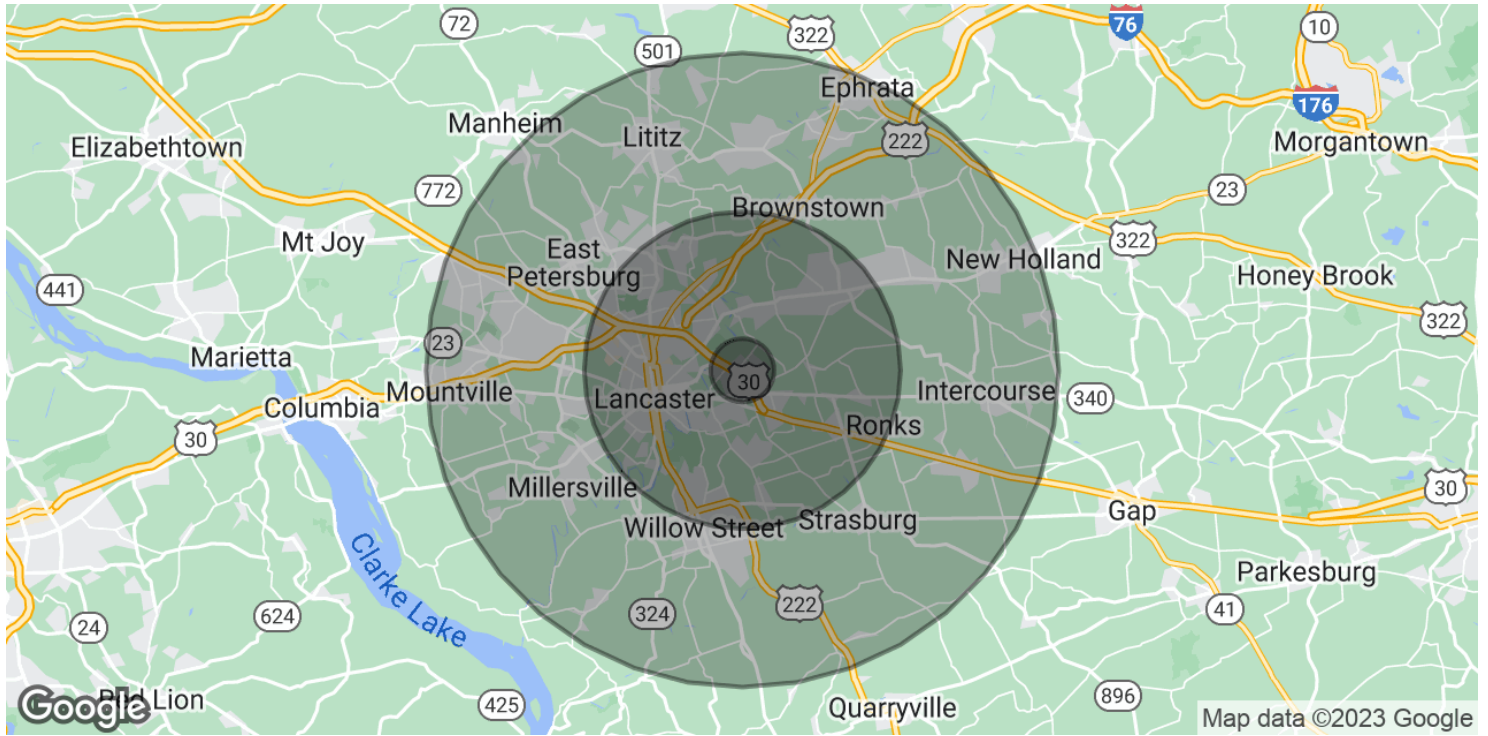 72
322
76
10
501
Ephrata
176
Manheim
Lititz
222
Elizabethtown
Morgantown
772
23
Brownstown
Mt Joy
East
Petersburg
322
New Holland
Honey Brook
441
322
23
Marietta
30
Mountville
Lancaster
Intercourse
340
Columbia
30
Ronks
Millersville
30
Willow Street
Strasburg
Gap
Clarke Lake
Parkesburg
624
324
222
41
24
Red Lion
425
Quarryville
896
Google
Map data ©2023 Google